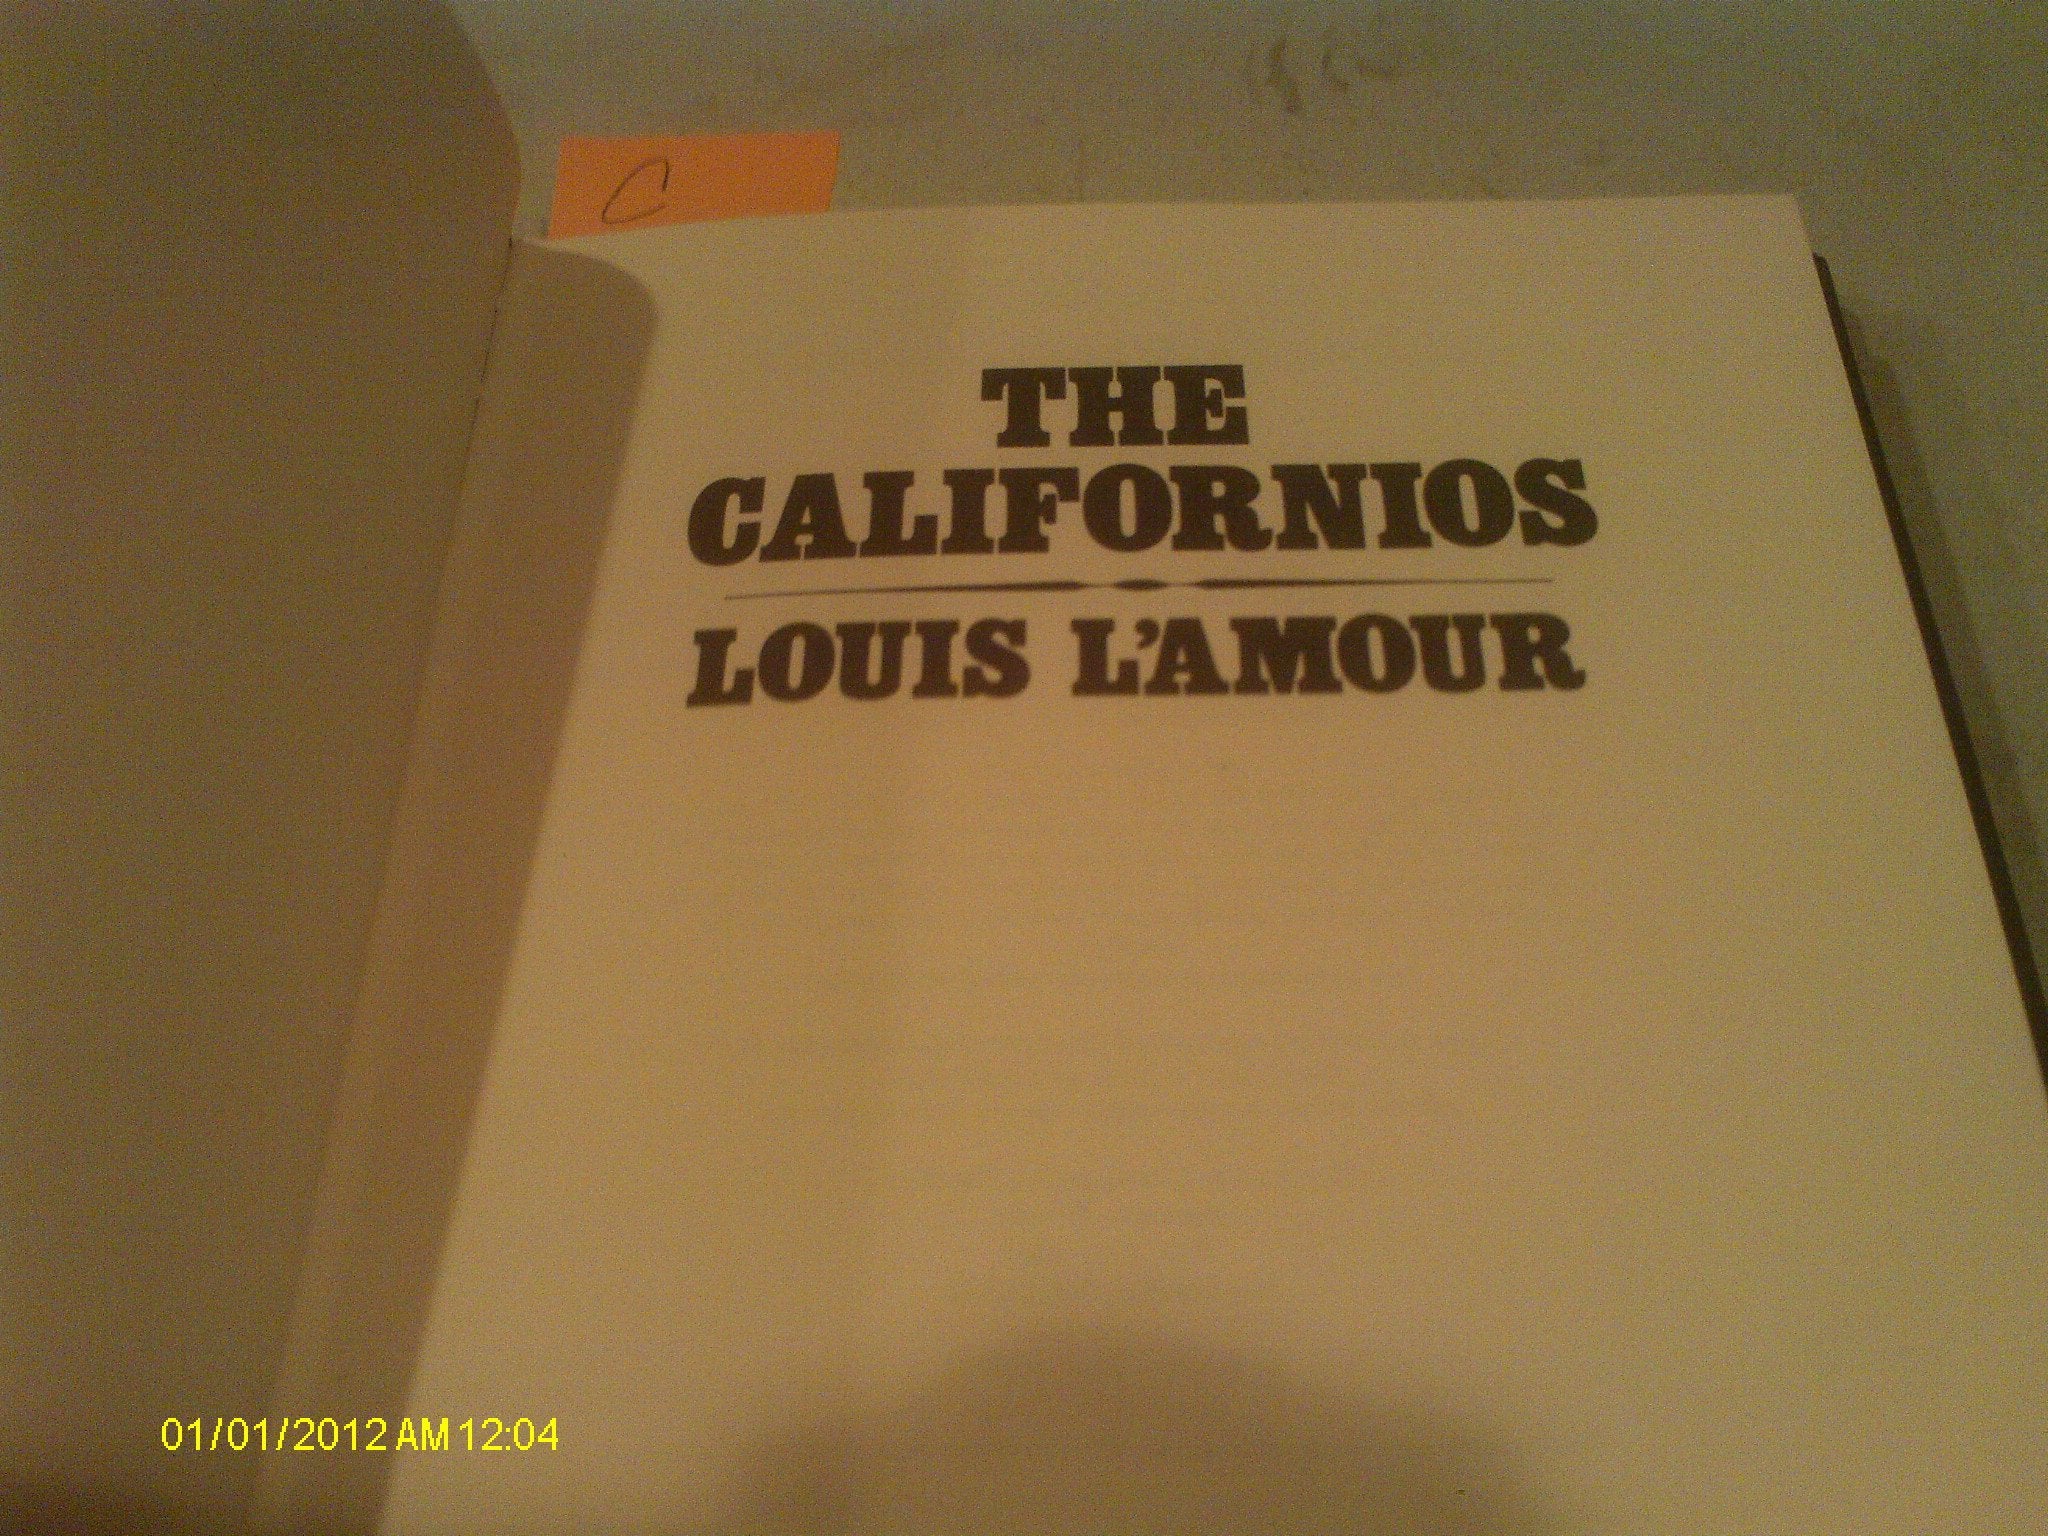 C
THE
CALIFORNIOS
LOUIS L'AMOUR
01/01/2012 AM 12:04